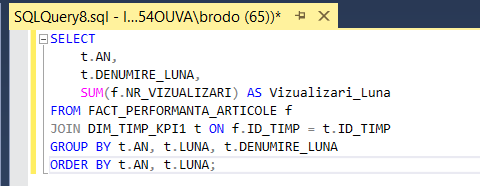 SQLQuery8.sql - l...54OUVA\brodo (65))*
SELECT
t.AN,
t.DENUMIRE_LUNA,
SUM(f.NR_VIZUALIZARI) AS Vizualizari_Luna
FROM FACT_PERFORMANTA_ARTICOLE f
JOIN DIM_TIMP_KPI1 t ON f.ID_TIMP = t.ID_TIMP
GROUP BY t.AN, t.LUNA, t.DENUMIRE_LUNA
ORDER BY t.AN, t.LUNA;